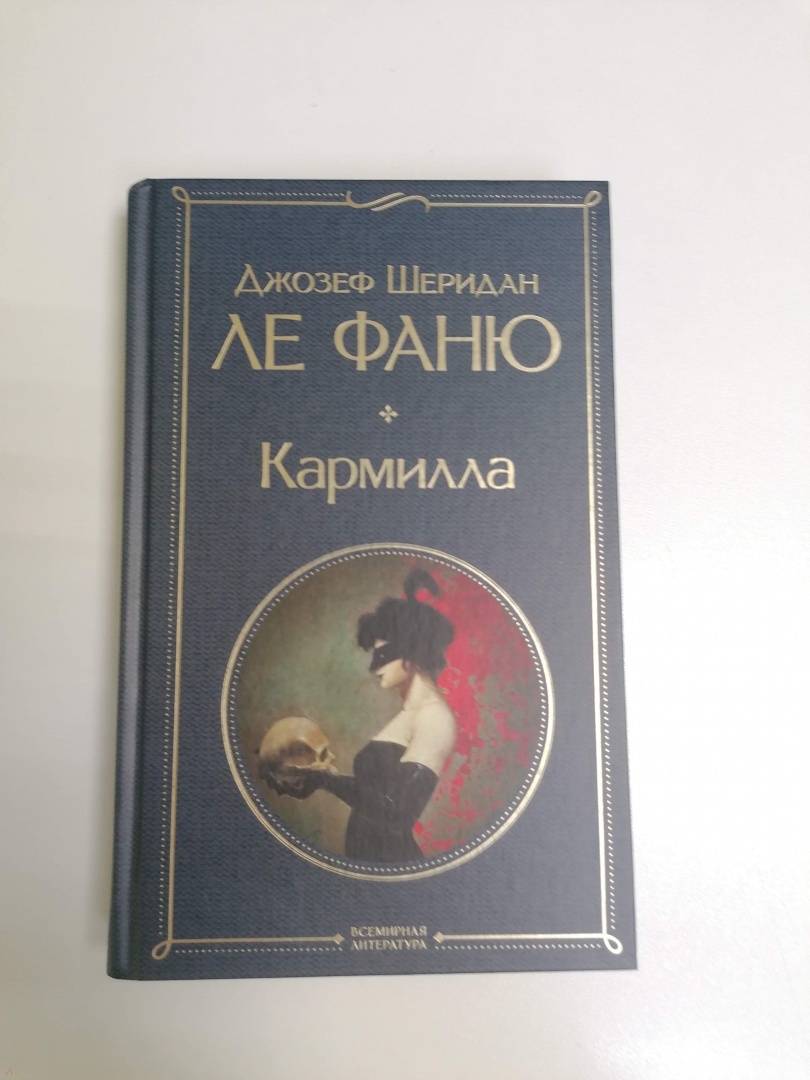 Джозеф Шеридан
ЛЕ ФАНЮ
Кармилла
ВСЕМИРНАЯ
ЛИТЕРАТУРА